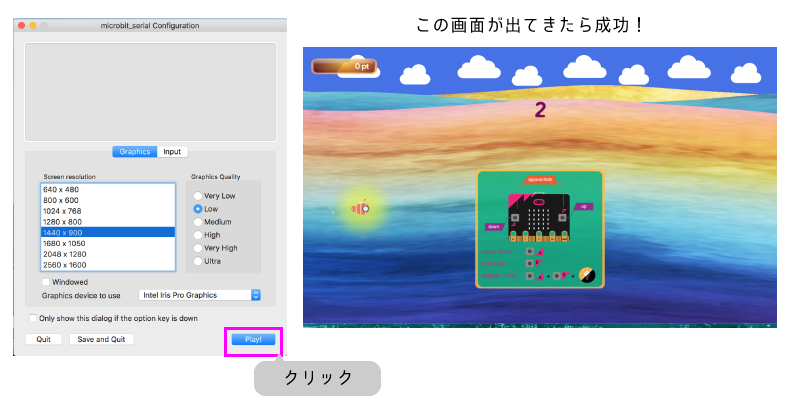 microbit_serial Configuration
この画面が出てきたら成功！
0 pt
2
Graphics
Input
Screen resolution
640 x 480
800 x 600
1024 x 768
1280 x 800
1440 x 900
1680 x 1050
2048 x 1280
2560 x 1600
Graphics Quality
Very Low
Low
Medium
High
Very High
Ultra
up
down
Windowed
Graphics device to use
Intel Iris Pro Graphics
Only show this dialog if the option key is down
Quit
Save and Quit
Play!
クリック